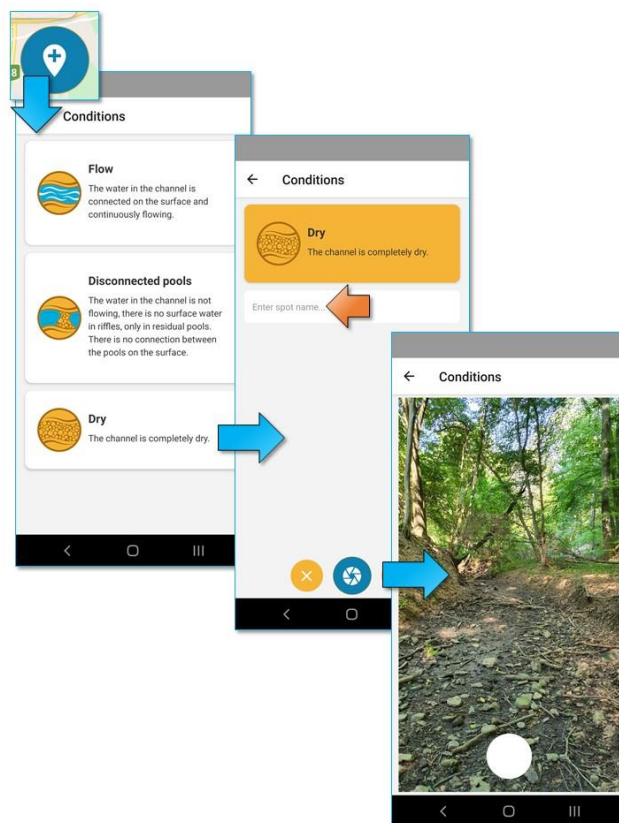 8
Conditions
Flow
The water in the channel is
connected on the surface and
continuously flowing.
Disconnected pools
The water in the channel is not
flowing, there is no surface water
in riffles, only in residual pools.
There is no connection between
the pools on the surface.
Dry
The channel is completely dry.
Conditions
Dry
The channel is completely dry.
Enter spot name...
Conditions